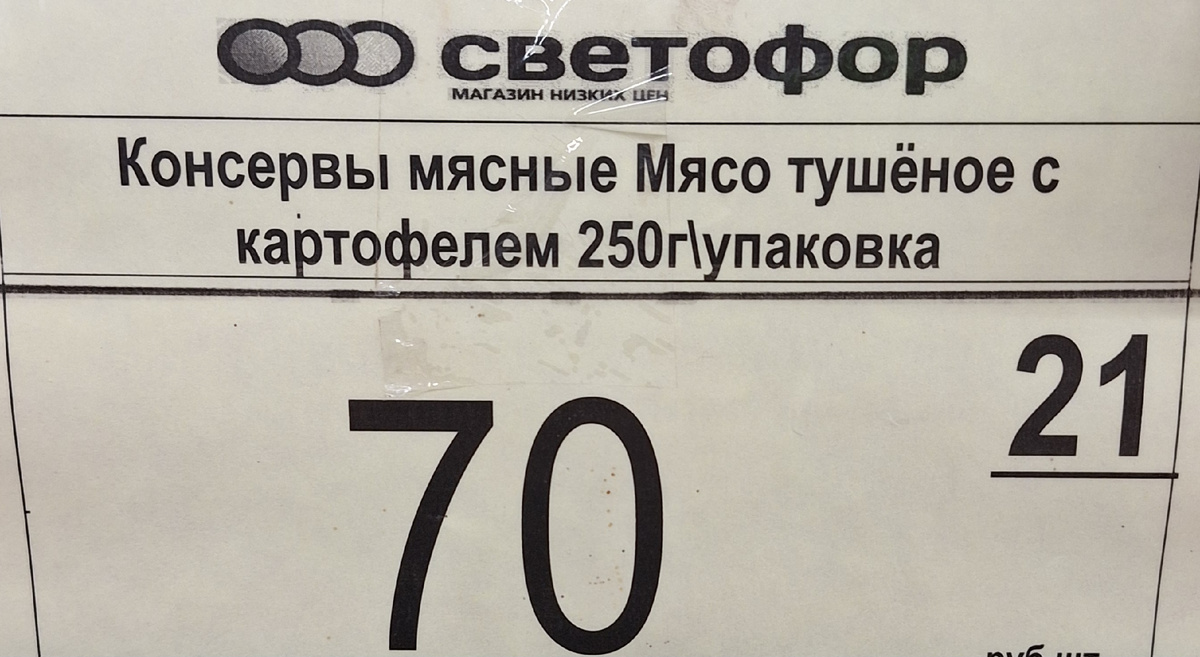 светофор
МАГАЗИН НИЗКИХ ЦЕН
Консервы мясные Мясо тушёное с
картофелем 250г\упаковка
21
70